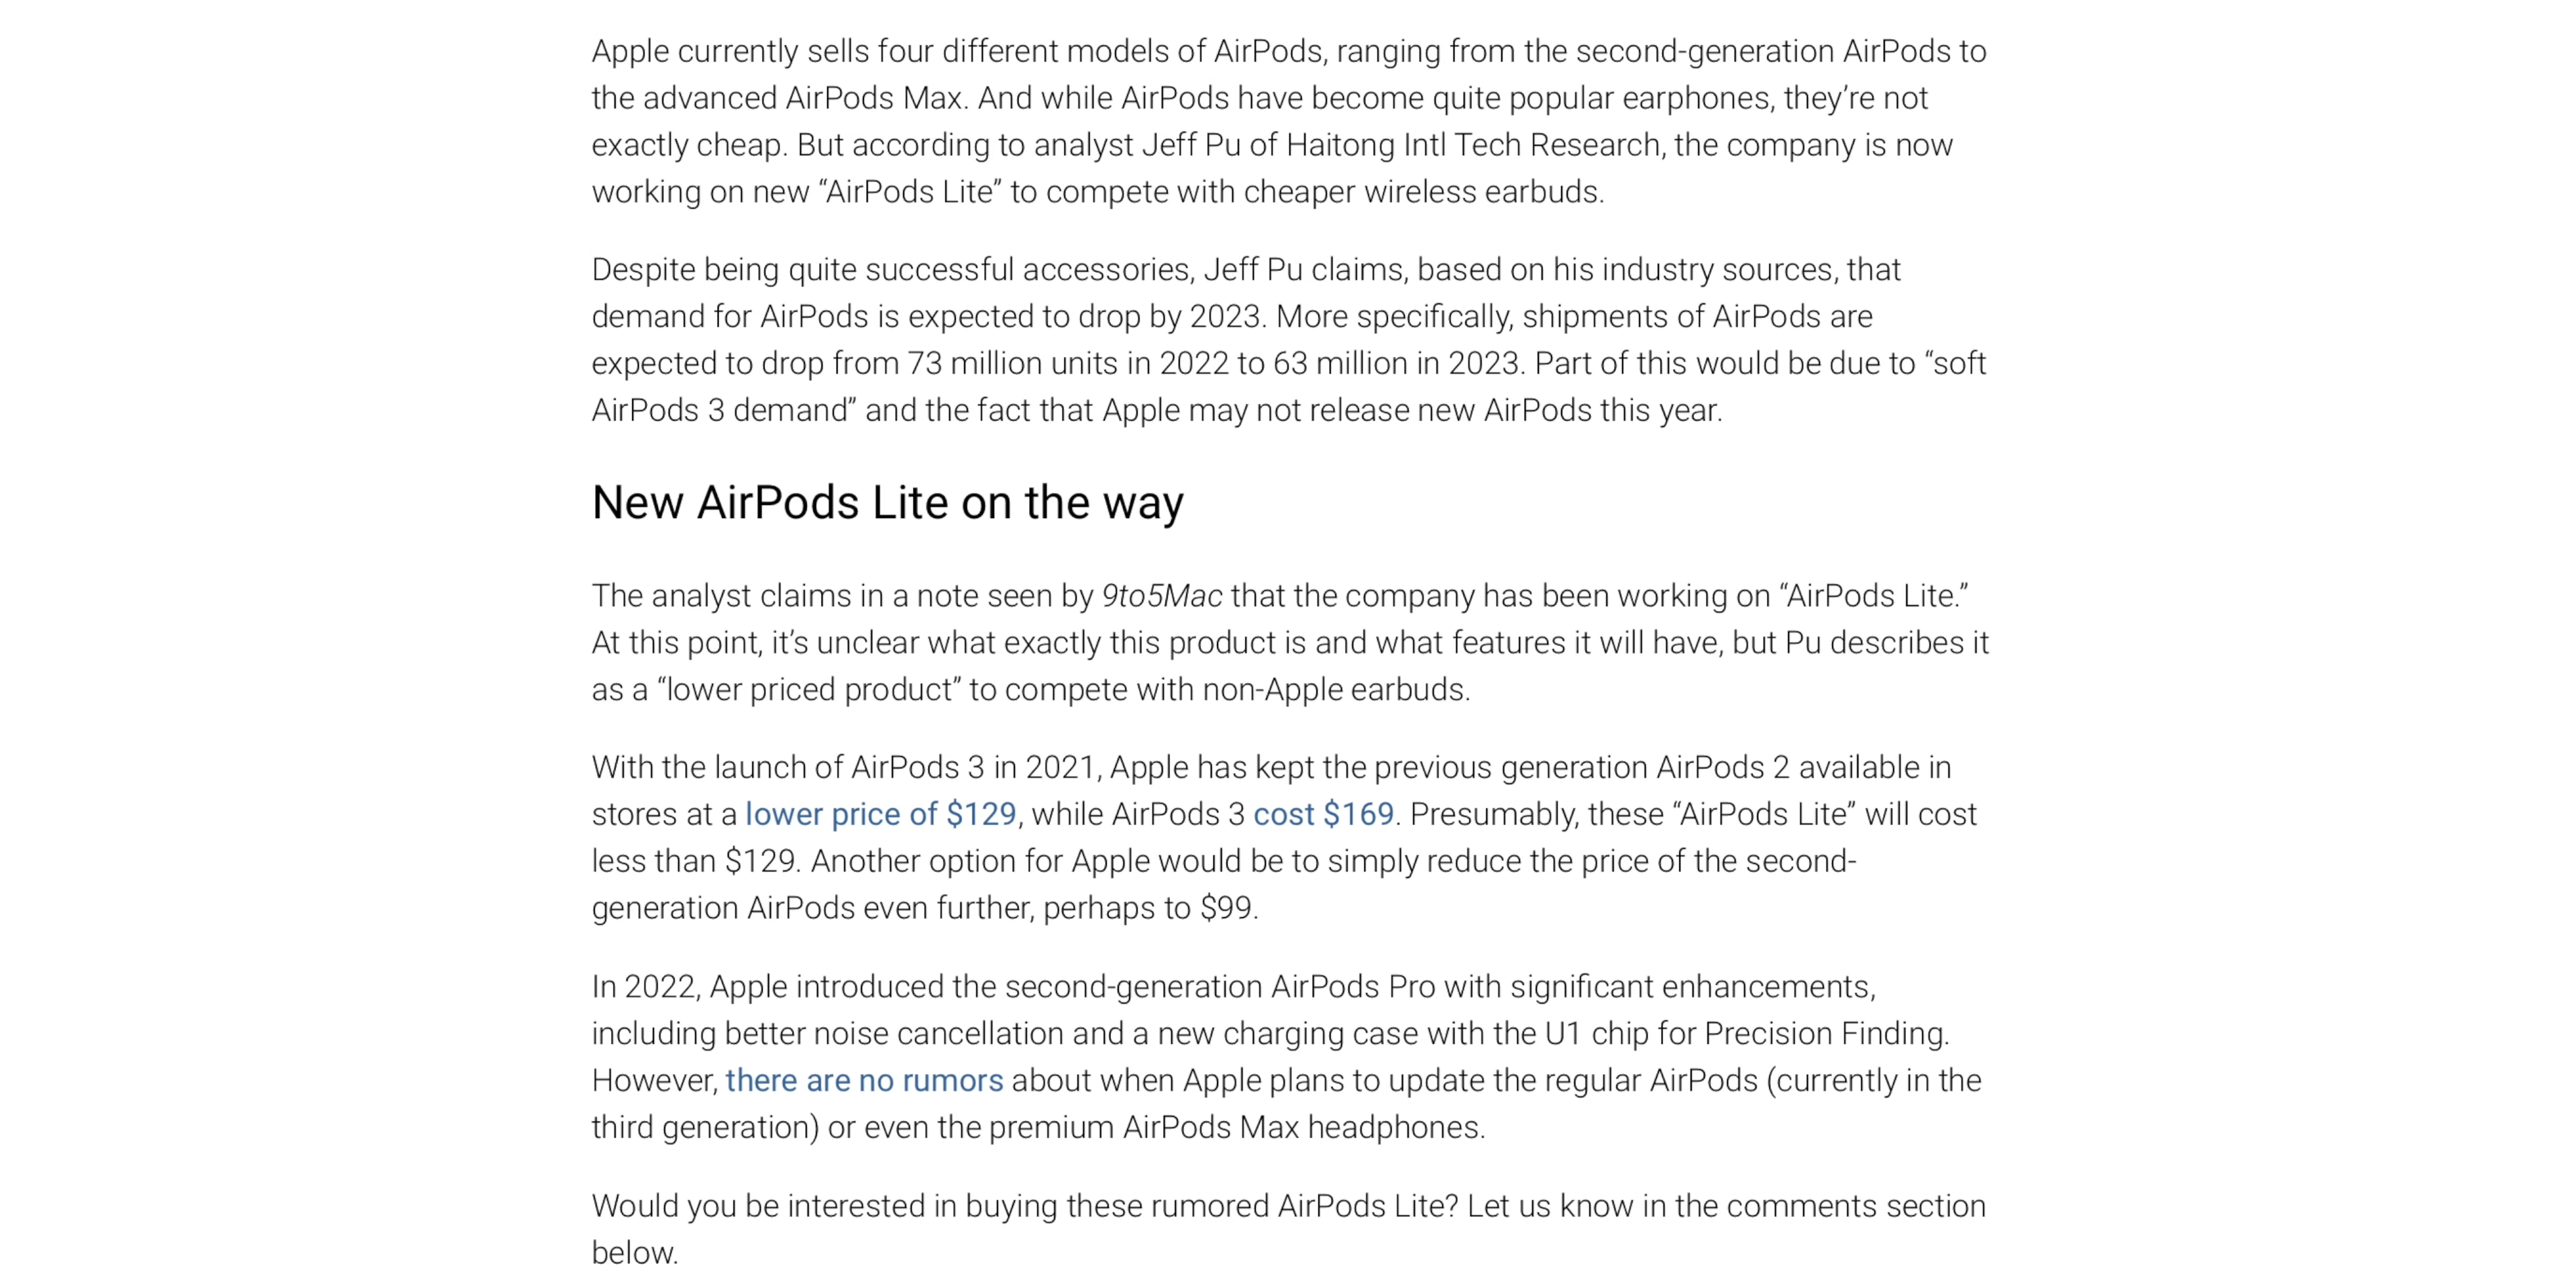 Apple currently sells four different models of AirPods, ranging from the second-generation AirPods to
the advanced AirPods Max. And while AirPods have become quite popular earphones, they’re not
exactly cheap. But according to analyst Jeff Pu of Haitong Intl Tech Research, the company is now
working on new “AirPods Lite” to compete with cheaper wireless earbuds.
Despite being quite successful accessories, Jeff Pu claims, based on his industry sources, that
demand for AirPods is expected to drop by 2023. More specifically, shipments of AirPods are
expected to drop from 73 million units in 2022 to 63 million in 2023. Part of this would be due to “soft
AirPods 3 demand” and the fact that Apple may not release new AirPods this year.
New AirPods Lite on the way
The analyst claims in a note seen by 9to5Mac that the company has been working on “AirPods Lite.”
At this point, it’s unclear what exactly this product is and what features it will have, but Pu describes it
as a “lower priced product” to compete with non-Apple earbuds.
With the launch of AirPods 3 in 2021, Apple has kept the previous generation AirPods 2 available in
stores at a lower price of $129, while AirPods 3 cost $169. Presumably, these “AirPods Lite” will cost
less than $129. Another option for Apple would be to simply reduce the price of the second-
generation AirPods even further, perhaps to $99.
In 2022, Apple introduced the second-generation AirPods Pro with significant enhancements,
including better noise cancellation and a new charging case with the U1 chip for Precision Finding.
However, there are no rumors about when Apple plans to update the regular AirPods (currently in the
third generation) or even the premium AirPods Max headphones.
Would you be interested in buying these rumored AirPods Lite? Let us know in the comments section
below.